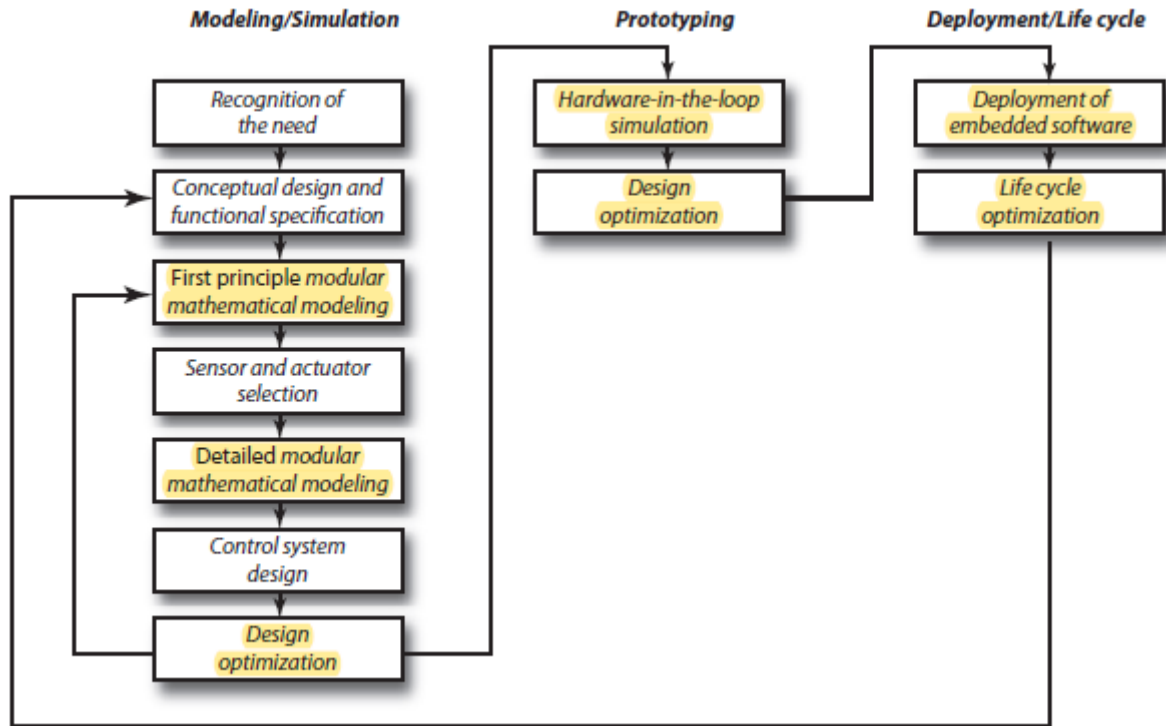 Modeling/Simulation
Prototyping
Deployment/Life cycle
Recognition of
the need
Conceptual design and
functional specification
First principle modular
mathematical modeling
Sensor and actuator
selection
Detailed modular
mathematical modeling
Control system
design
Design
optimization
Hardware-in-the-loop
simulation
Design
optimization
Deployment of
embedded software
Life cycle
optimization